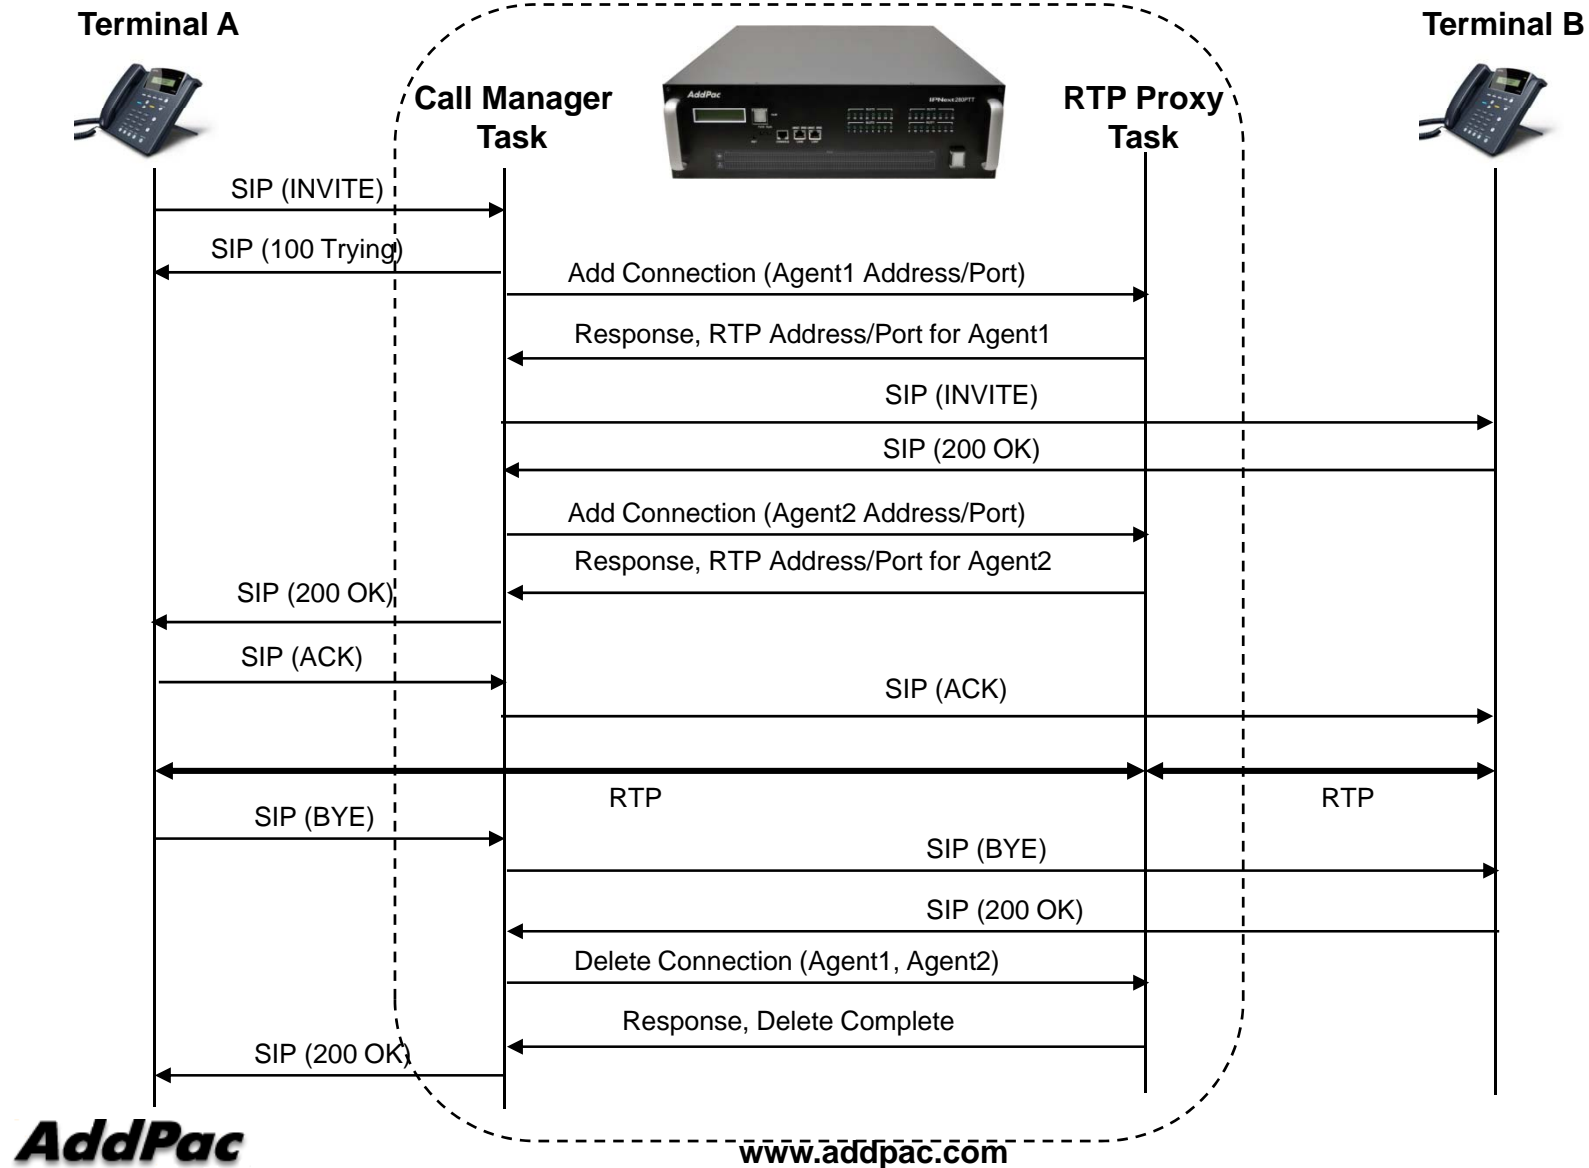 Terminal A
Terminal B
Call Manager
Task
AddPac
IPNext280PTT
RTP Proxy
Task
SIP (INVITE)
SIP (100 Trying)
Add Connection (Agent1 Address/Port)
Response, RTP Address/Port for Agent1
SIP (INVITE)
SIP (200 OK)
Add Connection (Agent2 Address/Port)
Response, RTP Address/Port for Agent2
SIP (200 OK)
SIP (ACK)
SIP (ACK)
RTP
RTP
SIP (BYE)
SIP (BYE)
SIP (200 OK)
Delete Connection (Agent1, Agent2)
Response, Delete Complete
SIP (200 OK)
AddPac
www.addpac.com